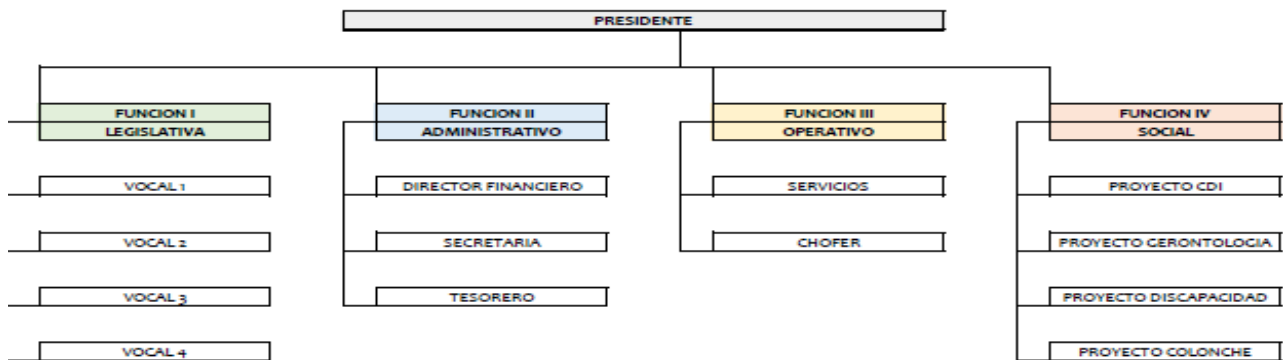 PRESIDENTE
FUNCION I
LEGISLATIVA
FUNCION II
ADMINISTRATIVO
FUNCION III
OPERATIVO
FUNCION IV
SOCIAL
VOCAL 1
DIRECTOR FINANCIERO
SERVICIOS
PROYECTO CDI
VOCAL 2
SECRETARIA
CHOFER
PROYECTO GERONTOLOGIA
VOCAL 3
TESORERO
PROYECTO DISCAPACIDAD
VOCAL 4
PROYECTO COLONCHE